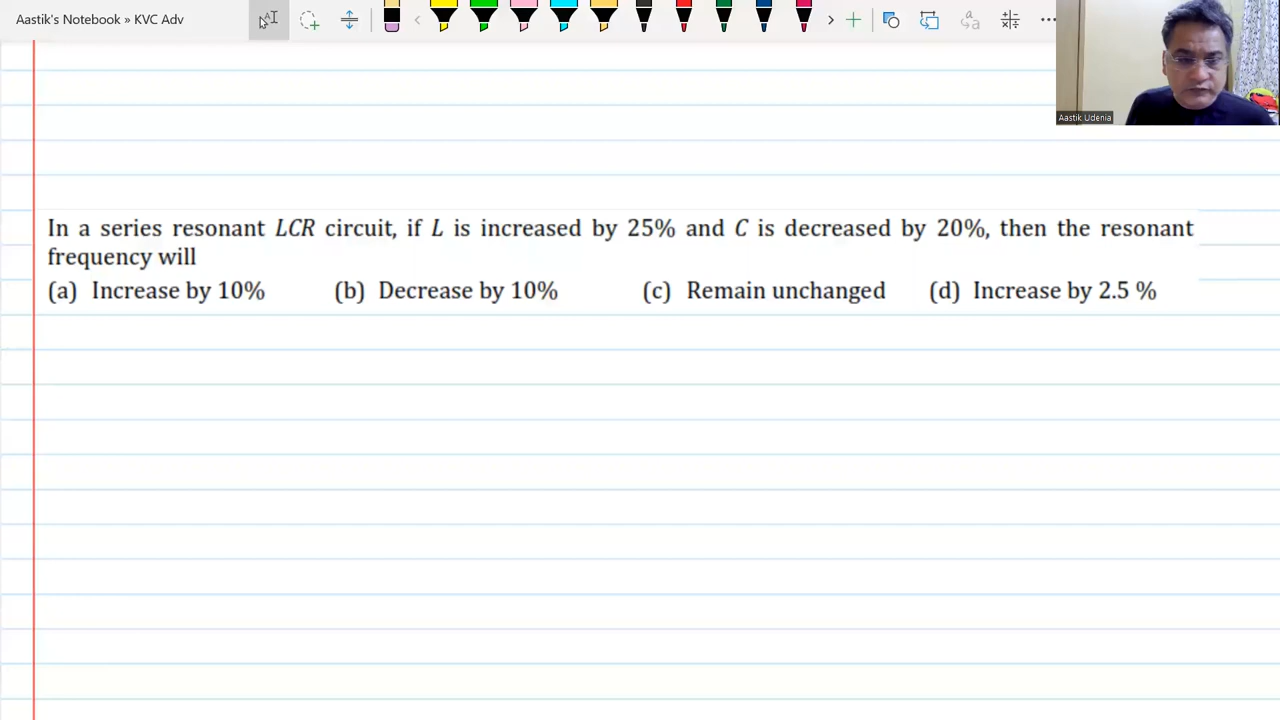 Aastik's Notebook » KVC Adv
Aastik Udenia
In a series resonant LCR circuit, if L is increased by 25% and C is decreased by 20%, then the resonant
frequency will
(a) Increase by 10% (b) Decrease by 10% (c) Remain unchanged (d) Increase by 2.5 %